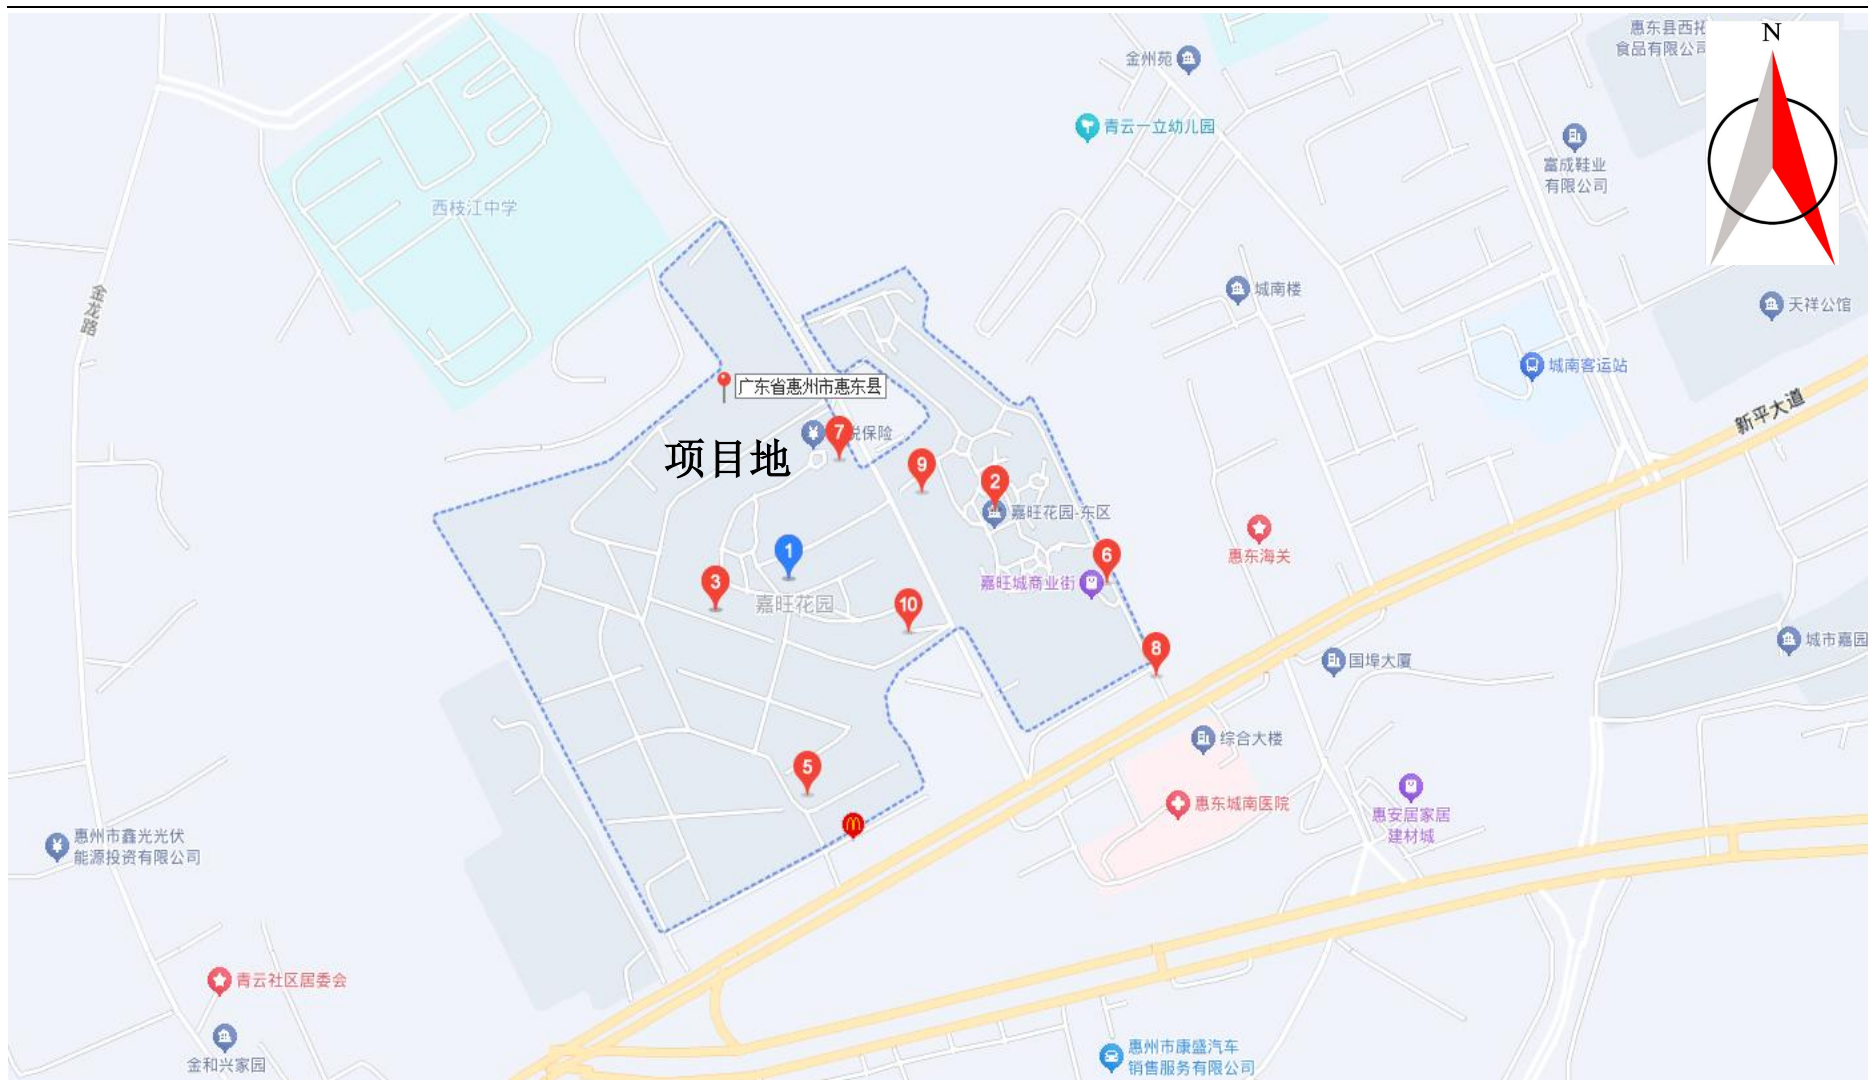 惠东县西拓
食品有限公司
N
金州苑
青云一立幼儿园
富成鞋业
有限公司
西枝江中学
金龙路
城南楼
天祥公馆
城南客运站
广东省惠州市惠东县
新平大道
7
保险
项目地
9
2
嘉旺花园-东区
惠东海关
1
6
3
嘉旺城商业街
嘉旺花园
10
8
城市嘉园
国埠大厦
综合大楼
5
惠东城南医院
惠安居家居
建材城
惠州市鑫光光伏
能源投资有限公司
青云社区居委会
金和兴家园
惠州市康盛汽车
销售服务有限公司